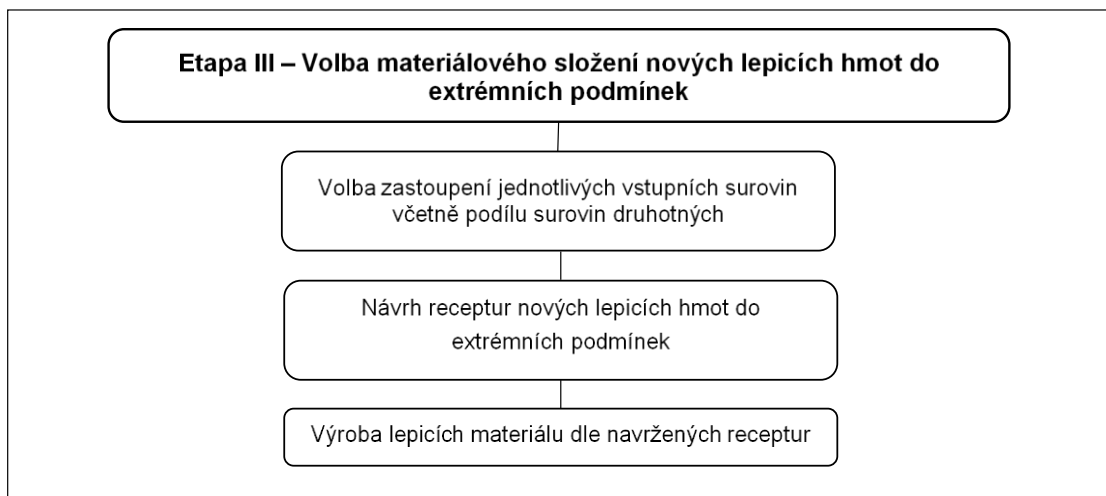 Etapa III – Volba materiálového složení nových lepicích hmot do
extrémních podmínek
Volba zastoupení jednotlivých vstupních surovin
včetně podílu surovin druhotných
Návrh receptur nových lepicích hmot do
extrémních podmínek
Výroba lepicích materiálu dle navržených receptur